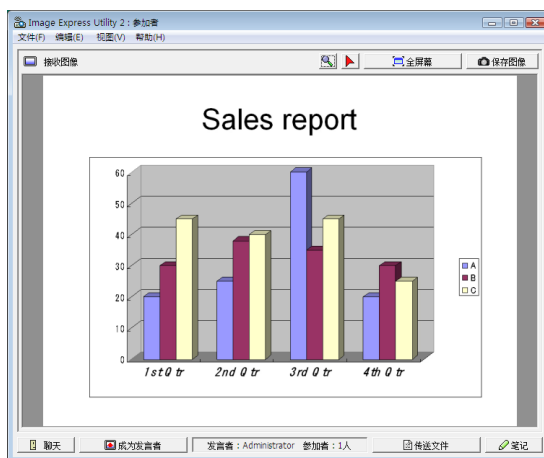 Image Express Utility 2 : 参加者
文件(F) 编辑(E) 视图(V) 帮助(H)
接收图像 全屏幕 保存图像
Sales report
60
50
40
30
20
10
0
A
B
C
1st Qtr 2nd Qtr 3rd Qtr 4th Qtr
聊天 成为发言者 发言者 : Administrator 参加者 : 1人 传送文件 笔记